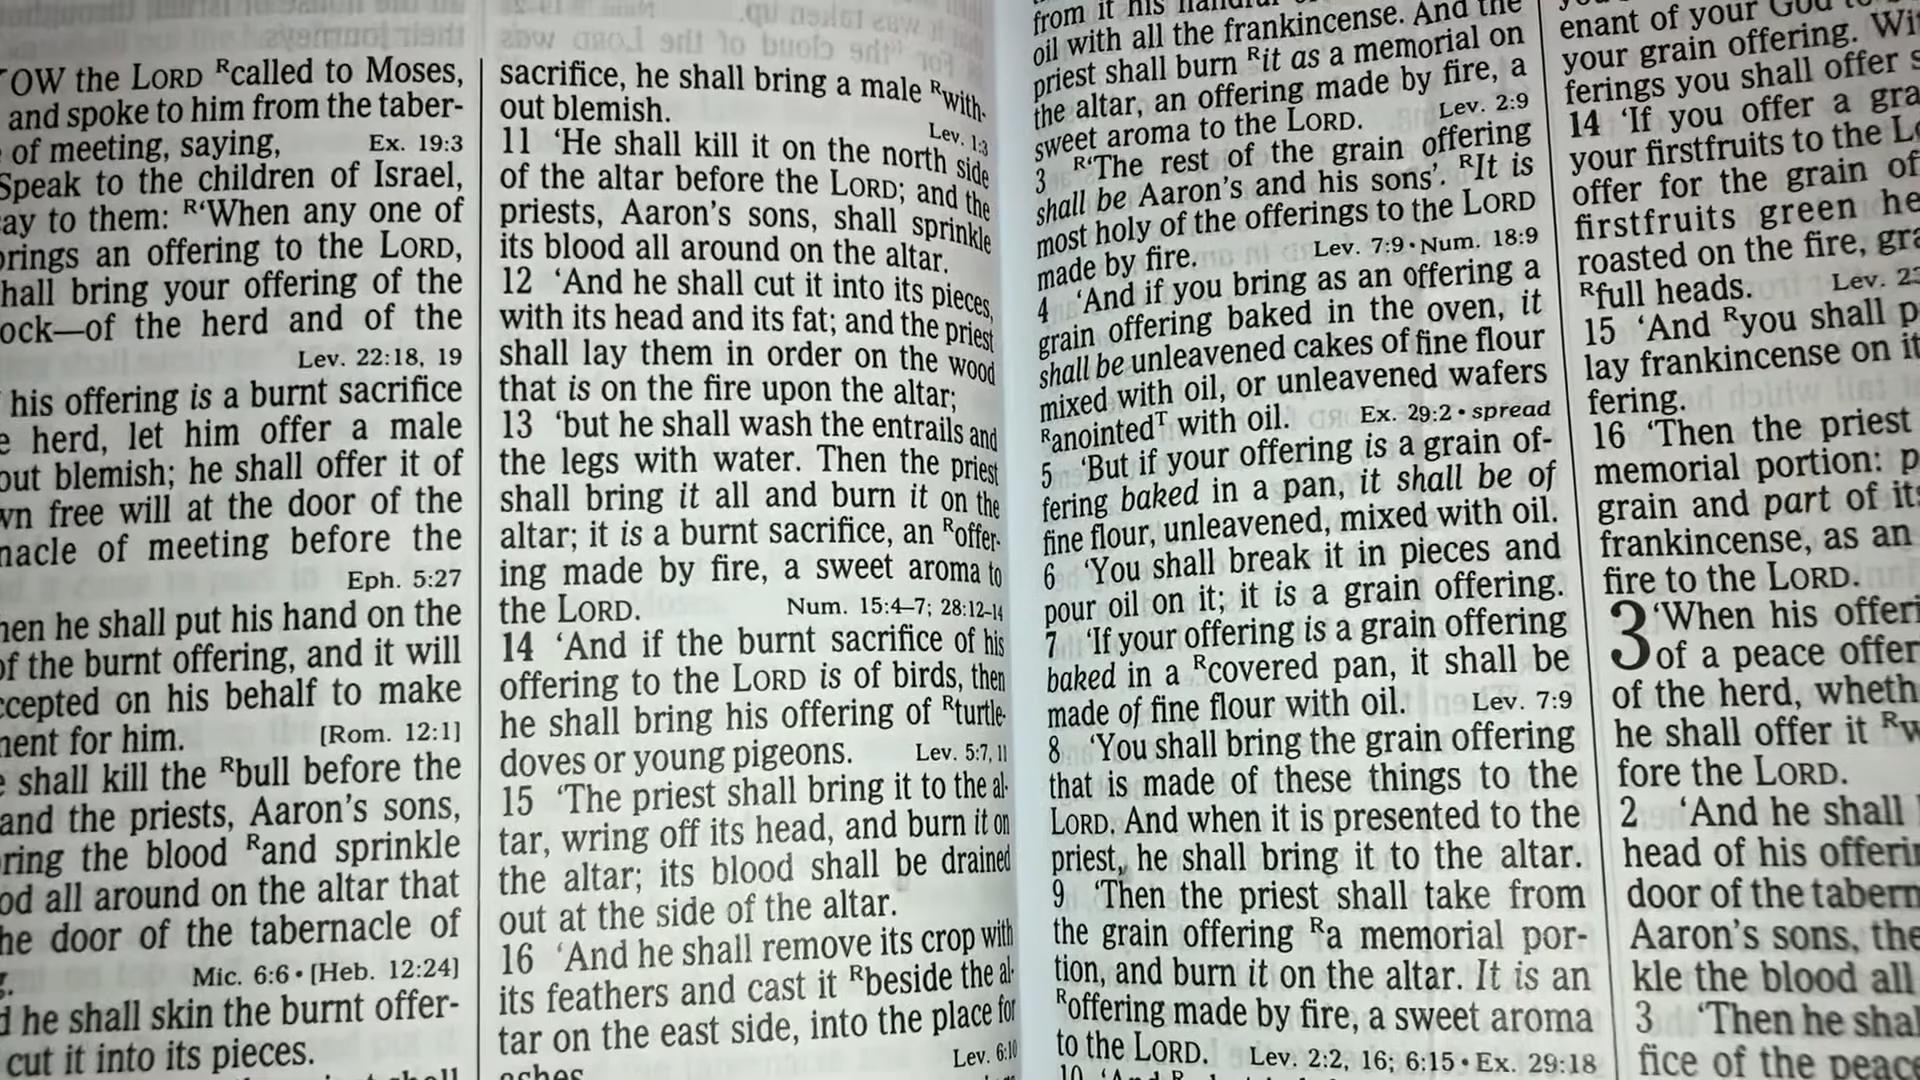 OW the LORD Rcalled to Moses,
and spoke to him from the taber-
of meeting, saying, Ex. 19:3
Speak to the children of Israel,
ay to them: R‘When any one of
rings an offering to the LORD,
hall bring your offering of the
ock—of the herd and of the
Lev. 22:18, 19
his offering is a burnt sacrifice
e herd, let him offer a male
out blemish; he shall offer it of
wn free will at the door of the
nacle of meeting before the
Eph. 5:27
hen he shall put his hand on the
of the burnt offering, and it will
ccepted on his behalf to make
ment for him. [Rom. 12:1]
e shall kill the Rbull before the
and the priests, Aaron's sons,
ring the blood Rand sprinkle
od all around on the altar that
he door of the tabernacle of
g. Mic. 6:6 • [Heb. 12:24]
d he shall skin the burnt offer-
cut it into its pieces.
sacrifice, he shall bring a male Rwith-
out blemish. Lev. 1:3
11 ‘He shall kill it on the north side
of the altar before the LORD; and the
priests, Aaron's sons, shall sprinkle
its blood all around on the altar.
12 ‘And he shall cut it into its pieces,
with its head and its fat; and the priest
shall lay them in order on the wood
that is on the fire upon the altar;
13 ‘but he shall wash the entrails and
the legs with water. Then the priest
shall bring it all and burn it on the
altar; it is a burnt sacrifice, an Roffer-
ing made by fire, a sweet aroma to
the LORD. Num. 15:4–7; 28:12–14
14 ‘And if the burnt sacrifice of his
offering to the LORD is of birds, then
he shall bring his offering of Rturtle-
doves or young pigeons. Lev. 5:7, 11
15 ‘The priest shall bring it to the al-
tar, wring off its head, and burn it on
the altar; its blood shall be drained
out at the side of the altar.
16 ‘And he shall remove its crop with
its feathers and cast it Rbeside the al-
tar on the east side, into the place for
Lev. 6:10
ashes
from it his
oil with all the frankincense. And the
priest shall burn Rit as a memorial on
the altar, an offering made by fire, a
sweet aroma to the LORD. Lev. 2:9
3 R‘The rest of the grain offering
shall be Aaron's and his sons’. RIt is
most holy of the offerings to the LORD
made by fire. Lev. 7:9 • Num. 18:9
4 ‘And if you bring as an offering a
grain offering baked in the oven, it
shall be unleavened cakes of fine flour
mixed with oil, or unleavened wafers
RanointedT with oil. Ex. 29:2 • spread
5 ‘But if your offering is a grain of-
fering baked in a pan, it shall be of
fine flour, unleavened, mixed with oil.
6 ‘You shall break it in pieces and
pour oil on it; it is a grain offering.
7 ‘If your offering is a grain offering
baked in a Rcovered pan, it shall be
made of fine flour with oil. Lev. 7:9
8 ‘You shall bring the grain offering
that is made of these things to the
LORD. And when it is presented to the
priest, he shall bring it to the altar.
9 ‘Then the priest shall take from
the grain offering Ra memorial por-
tion, and burn it on the altar. It is an
Roffering made by fire, a sweet aroma
to the LORD. Lev. 2:2, 16; 6:15 • Ex. 29:18
10 ‘And R
enant of your God
your grain offering. Wi
ferings you shall offer s
14 ‘If you offer a gra
your firstfruits to the Lo
offer for the grain of
firstfruits green he
roasted on the fire, gra
Rfull heads. Lev. 23
15 ‘And Ryou shall p
lay frankincense on it
fering.
16 ‘Then the priest
memorial portion: p
grain and part of its
frankincense, as an
fire to the LORD.
3 ‘When his offeri
of a peace offer
of the herd, wheth
he shall offer it Rw
fore the LORD.
2 ‘And he shall
head of his offerin
door of the tabern
Aaron's sons, the
kle the blood all
3 ‘Then he shal
fice of the peace